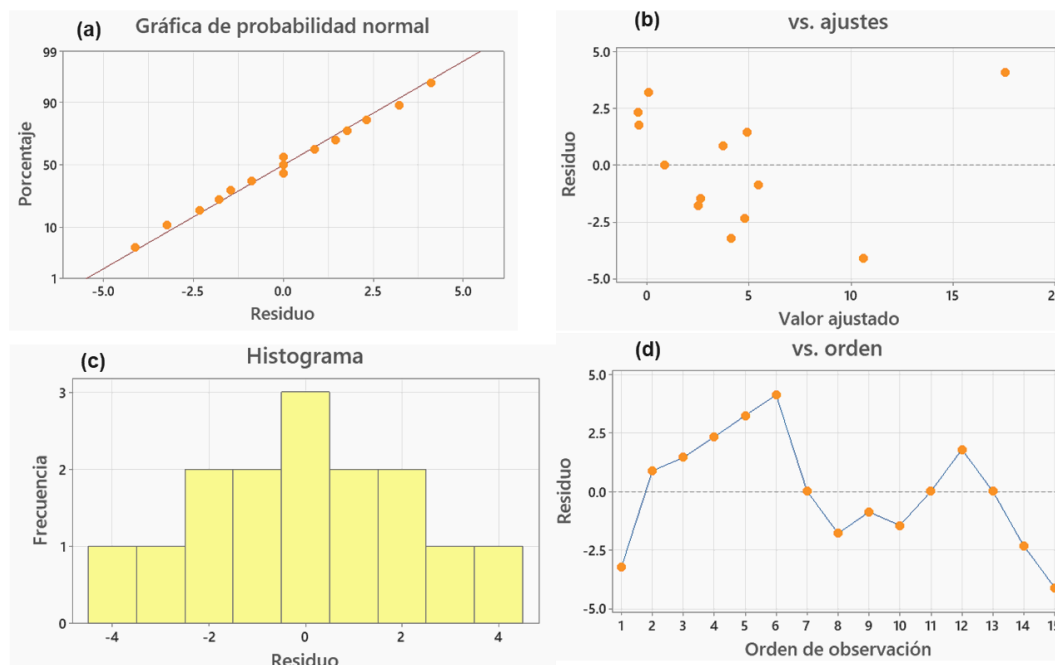 (a)
Gráfica de probabilidad normal
99
90
50
10
1
Porcentaje
-5.0 -2.5 0.0 2.5 5.0
Residuo
(b)
vs. ajustes
5.0
2.5
0.0
-2.5
-5.0
Residuo
0 5 10 15
Valor ajustado
(c)
Histograma
3
2
1
0
Frecuencia
-4 -2 0 2 4
Residuo
(d)
vs. orden
5.0
2.5
0.0
-2.5
-5.0
Residuo
1 2 3 4 5 6 7 8 9 10 11 12 13 14 15
Orden de observación